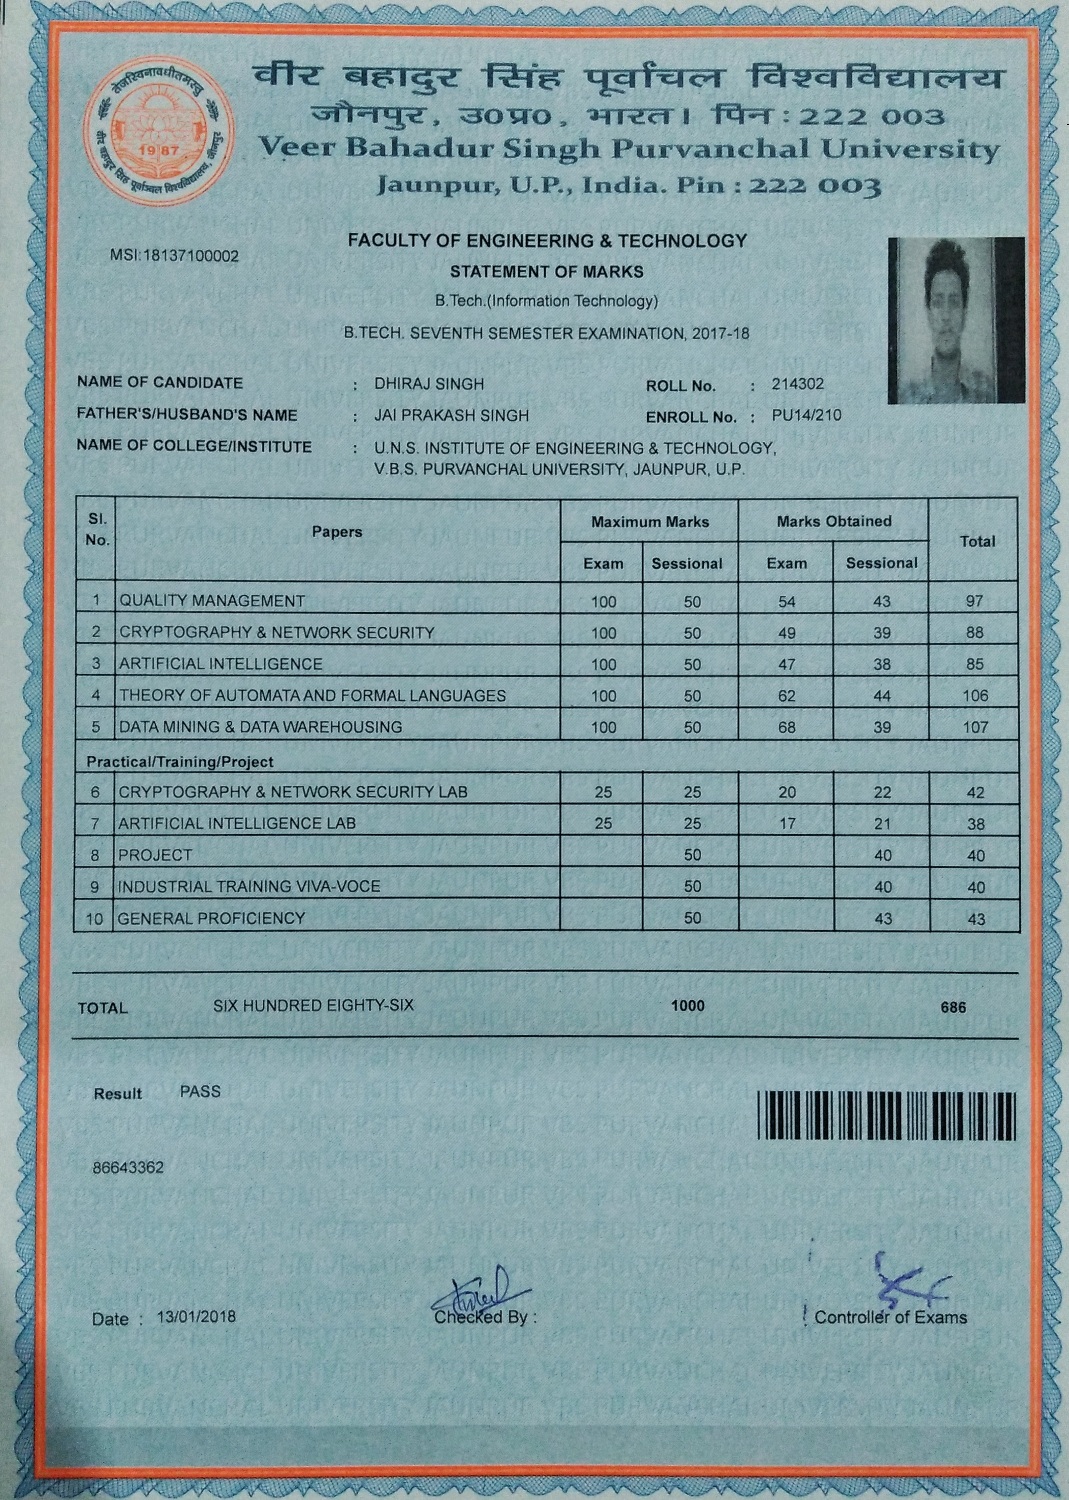 तेजस्विनावधीतमस्तु
1987
वीर बहादुर सिंह पूर्वांचल विश्वविद्यालय, जौनपुर
वीर बहादुर सिंह पूर्वांचल विश्वविद्यालय
जौनपुर, उ०प्र०, भारत। पिन : 222 003
Veer Bahadur Singh Purvanchal University
Jaunpur, U.P., India. Pin : 222 003
MSI:18137100002
FACULTY OF ENGINEERING & TECHNOLOGY
STATEMENT OF MARKS
B.Tech.(Information Technology)
B.TECH. SEVENTH SEMESTER EXAMINATION, 2017-18
NAME OF CANDIDATE : DHIRAJ SINGH ROLL No. : 214302
FATHER'S/HUSBAND'S NAME : JAI PRAKASH SINGH ENROLL No. : PU14/210
NAME OF COLLEGE/INSTITUTE : U.N.S. INSTITUTE OF ENGINEERING & TECHNOLOGY,
V.B.S. PURVANCHAL UNIVERSITY, JAUNPUR, U.P.
Sl. No. Papers Maximum Marks Marks Obtained Total
Exam Sessional Exam Sessional
1 QUALITY MANAGEMENT 100 50 54 43 97
2 CRYPTOGRAPHY & NETWORK SECURITY 100 50 49 39 88
3 ARTIFICIAL INTELLIGENCE 100 50 47 38 85
4 THEORY OF AUTOMATA AND FORMAL LANGUAGES 100 50 62 44 106
5 DATA MINING & DATA WAREHOUSING 100 50 68 39 107
Practical/Training/Project
6 CRYPTOGRAPHY & NETWORK SECURITY LAB 25 25 20 22 42
7 ARTIFICIAL INTELLIGENCE LAB 25 25 17 21 38
8 PROJECT 50 40 40
9 INDUSTRIAL TRAINING VIVA-VOCE 50 40 40
10 GENERAL PROFICIENCY 50 43 43
TOTAL SIX HUNDRED EIGHTY-SIX 1000 686
Result PASS
86643362
Date : 13/01/2018 Checked By : Controller of Exams